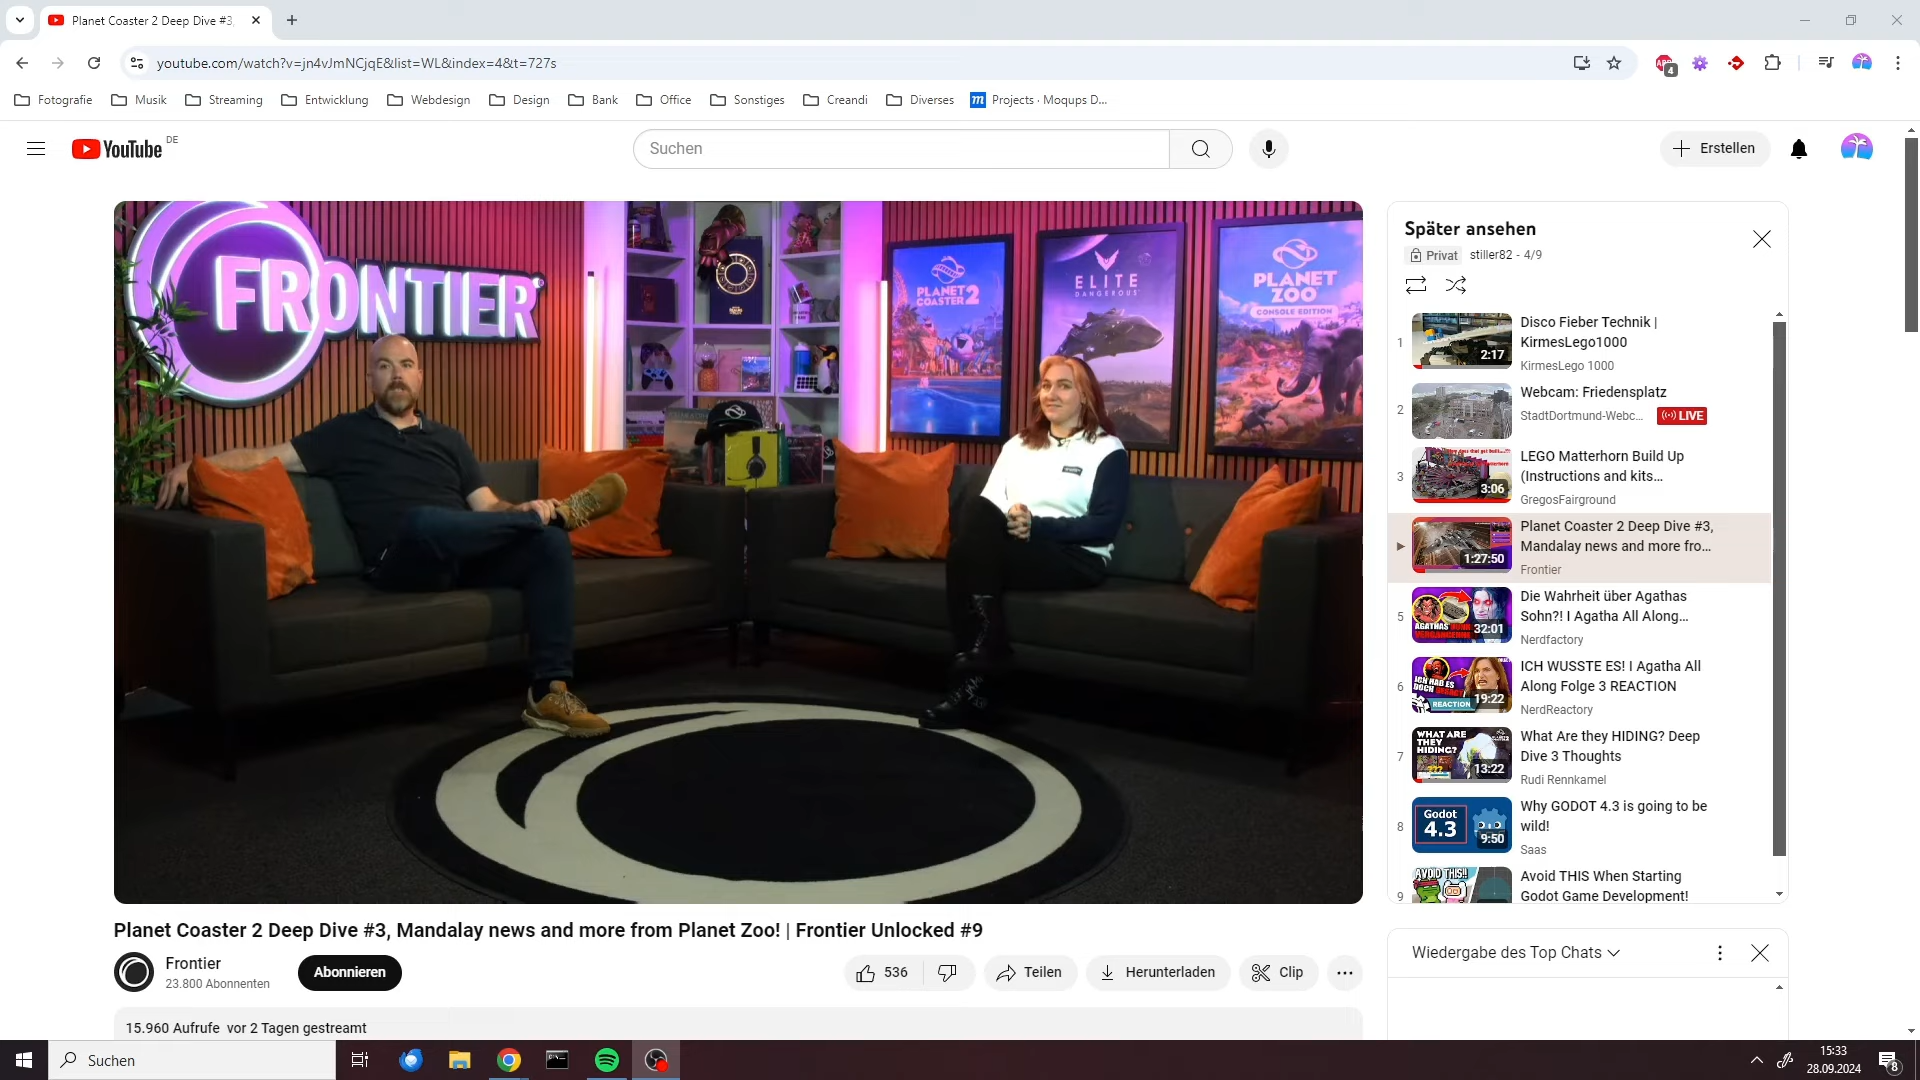 Planet Coaster 2 Deep Dive #3,
youtube.com/watch?v=jn4vJmNCjqE&list=WL&index=4&t=727s
ABP
4
Fotografie
Musik
Streaming
Entwicklung
Webdesign
Design
Bank
Office
Sonstiges
Creandi
Diverses
m
Projects · Moqups D...
YouTube DE
Suchen
Erstellen
FRONTIER
PLANET
COASTER 2
ELITE
DANGEROUS
PLANET
ZOO
CONSOLE EDITION
Später ansehen
Privat
stiller82 - 4/9
1
2:17
Disco Fieber Technik |
KirmesLego1000
KirmesLego 1000
2
Webcam: Friedensplatz
StadtDortmund-Webc...
LIVE
3
3:06
LEGO Matterhorn Build Up
(Instructions and kits...
GregosFairground
1:27:50
Planet Coaster 2 Deep Dive #3,
Mandalay news and more fro...
Frontier
5
AGATHAS
32:01
Die Wahrheit über Agathas
Sohn?! I Agatha All Along...
Nerdfactory
6
ICH HAB ES
DOCH GESAGT
REACTION
19:22
ICH WUSSTE ES! I Agatha All
Along Folge 3 REACTION
NerdReactory
7
WHAT ARE
THEY
HIDING?
13:22
What Are they HIDING? Deep
Dive 3 Thoughts
Rudi Rennkamel
8
Godot
4.3
9:50
Why GODOT 4.3 is going to be
wild!
Saas
9
AVOID THIS!!
Avoid THIS When Starting
Godot Game Development!
Planet Coaster 2 Deep Dive #3, Mandalay news and more from Planet Zoo! | Frontier Unlocked #9
Frontier
23.800 Abonnenten
Abonnieren
536
Teilen
Herunterladen
Clip
15.960 Aufrufe vor 2 Tagen gestreamt
Wiedergabe des Top Chats
Suchen
15:33
28.09.2024
8